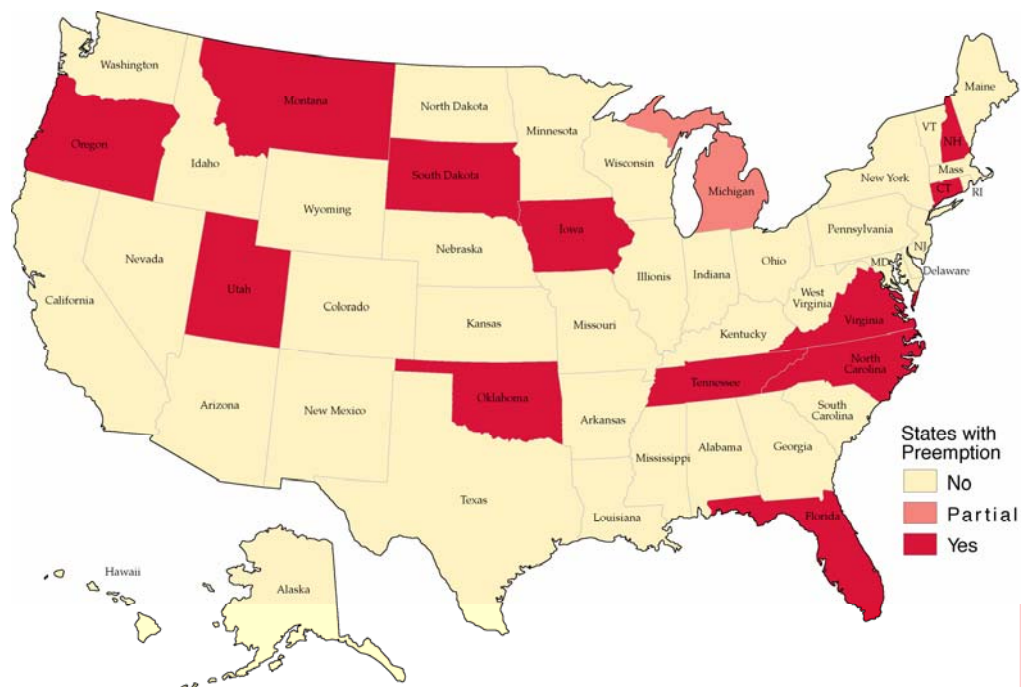 Washington
Montana
North Dakota
Minnesota
Maine
VT
NH
Oregon
Idaho
Wisconsin
Mass
New York
South Dakota
Michigan
CT
RI
Wyoming
Iowa
Pennsylvania
Nebraska
NJ
Nevada
Illionis
Indiana
Ohio
MD
Delaware
California
Utah
Colorado
West
Virginia
Kansas
Missouri
Kentucky
Virginia
North
Carolina
Tennessee
Oklahoma
Arizona
New Mexico
Arkansas
South
Carolina
Mississippi
Alabama
Georgia
Texas
Louisiana
Florida
Hawaii
Alaska
States with
Preemption
No
Partial
Yes